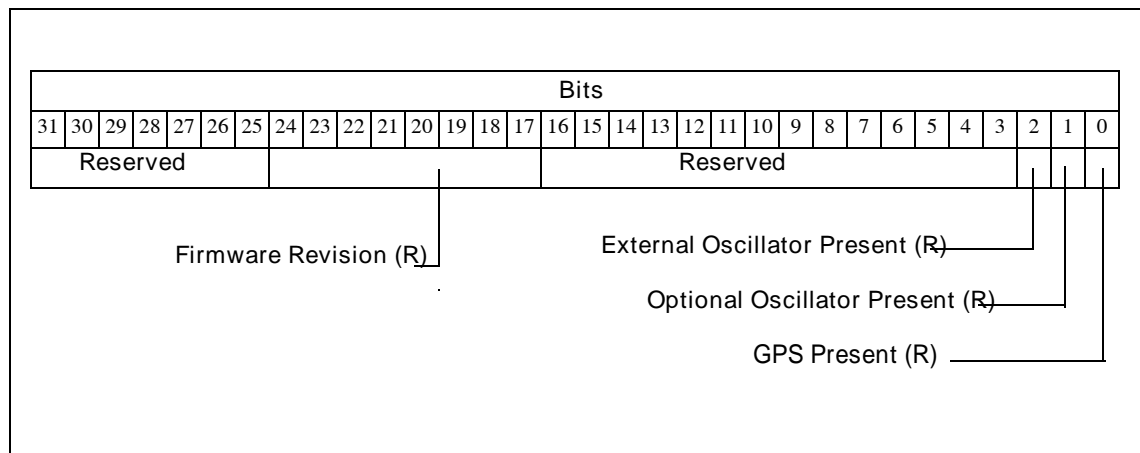 Bits
31 30 29 28 27 26 25 24 23 22 21 20 19 18 17 16 15 14 13 12 11 10 9 8 7 6 5 4 3 2 1 0
Reserved Reserved
External Oscillator Present (R)
Firmware Revision (R)
Optional Oscillator Present (R)
GPS Present (R)